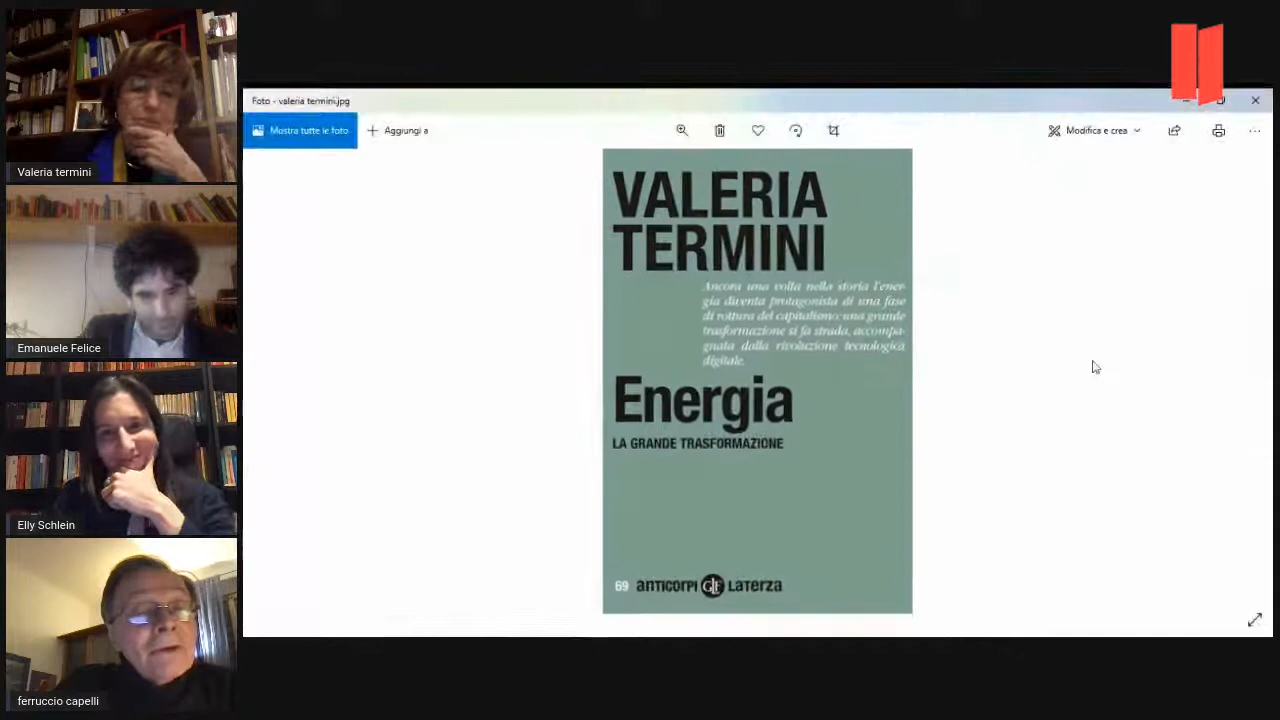 Valeria termini
Emanuele Felice
Elly Schlein
ferruccio capelli
Foto - valeria termini.jpg
Mostra tutte le foto
Aggiungi a
Modifica e crea
VALERIA
TERMINI
Ancora una volta nella storia l'ener-
gia diventa protagonista di una fase
di rottura del capitalismo: una grande
trasformazione si fa strada, accompa-
gnata dalla rivoluzione tecnologica
digitale.
Energia
LA GRANDE TRASFORMAZIONE
69 anticorpi GLF Laterza